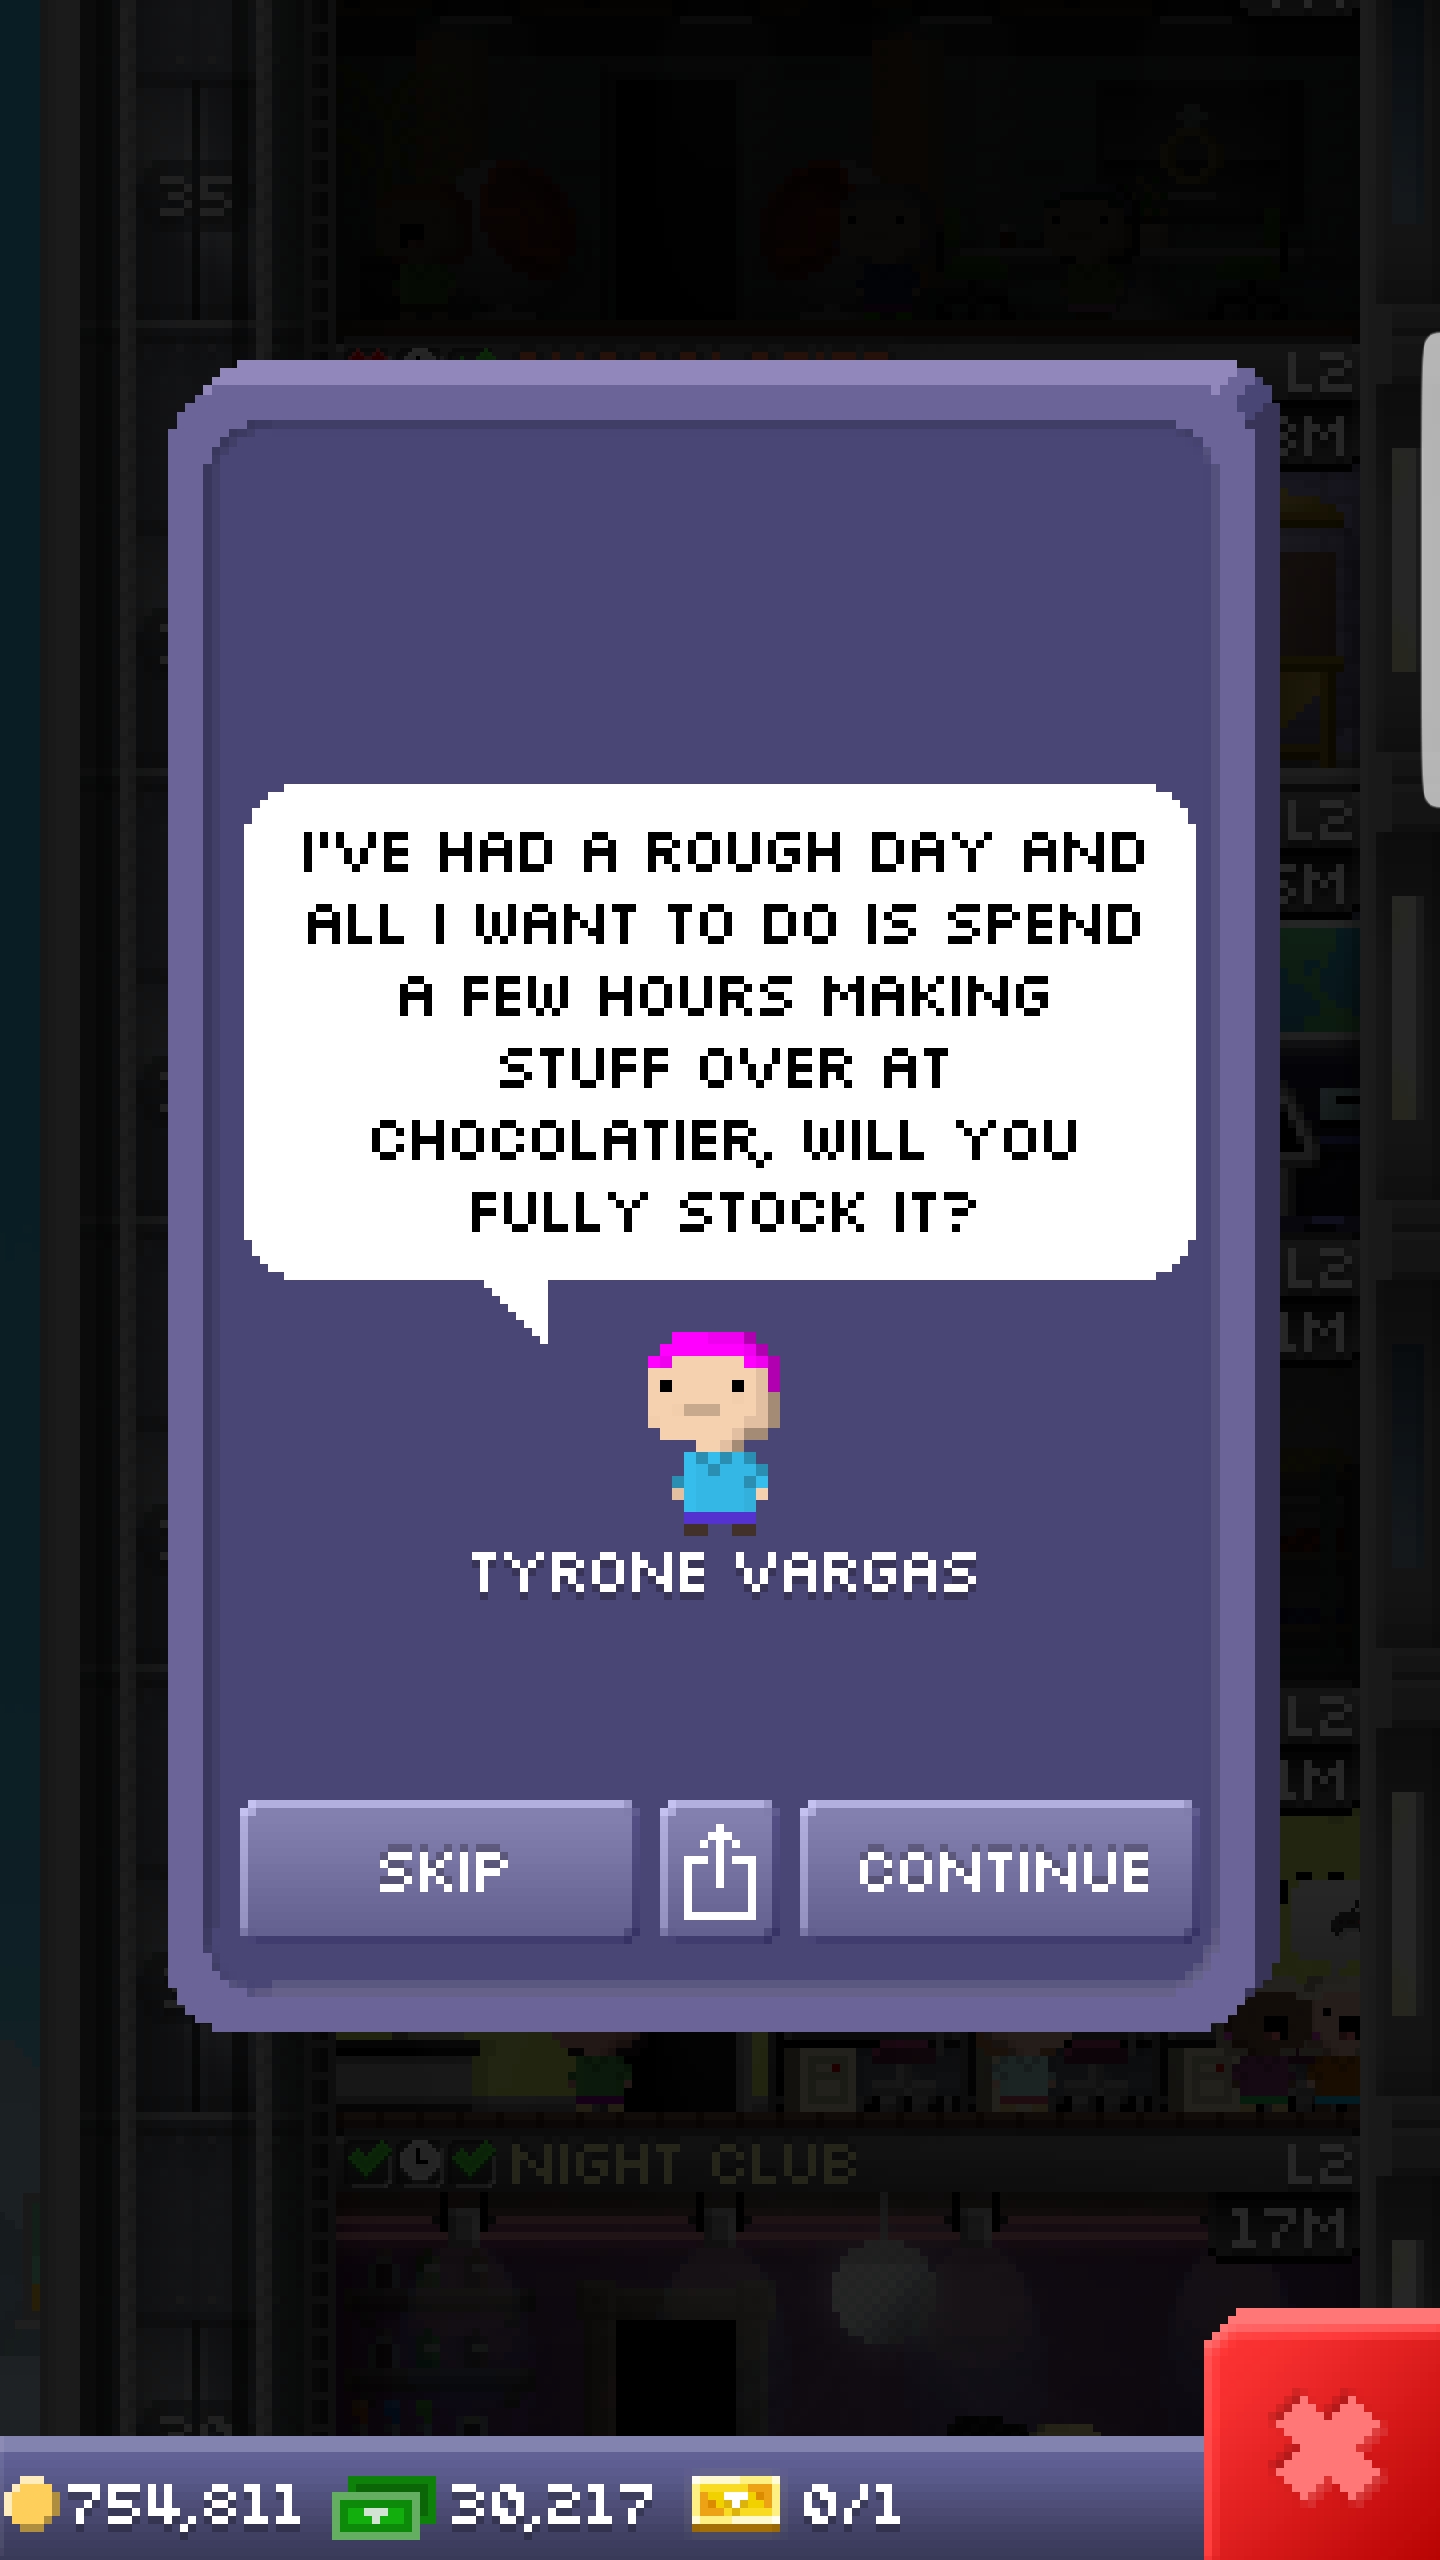 35
L2
3M
I'VE HAD A ROUGH DAY AND
ALL I WANT TO DO IS SPEND
A FEW HOURS MAKING
STUFF OVER AT
CHOCOLATIER, WILL YOU
FULLY STOCK IT?
L2
L2
1M
TYRONE VARGAS
L2
1M
SKIP
CONTINUE
NIGHT CLUB
L2
17M
30
754,811
30,217
0/1